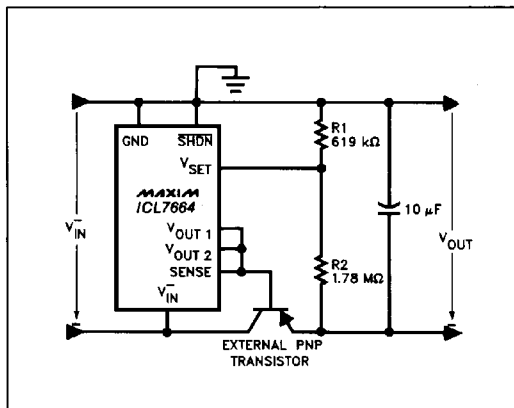 GND
SHDN
VSET
MAXIM
ICL7664
VOUT 1
VOUT 2
SENSE
V-IN
V-IN
R1
619 kΩ
R2
1.78 MΩ
10 μF
VOUT
EXTERNAL PNP
TRANSISTOR